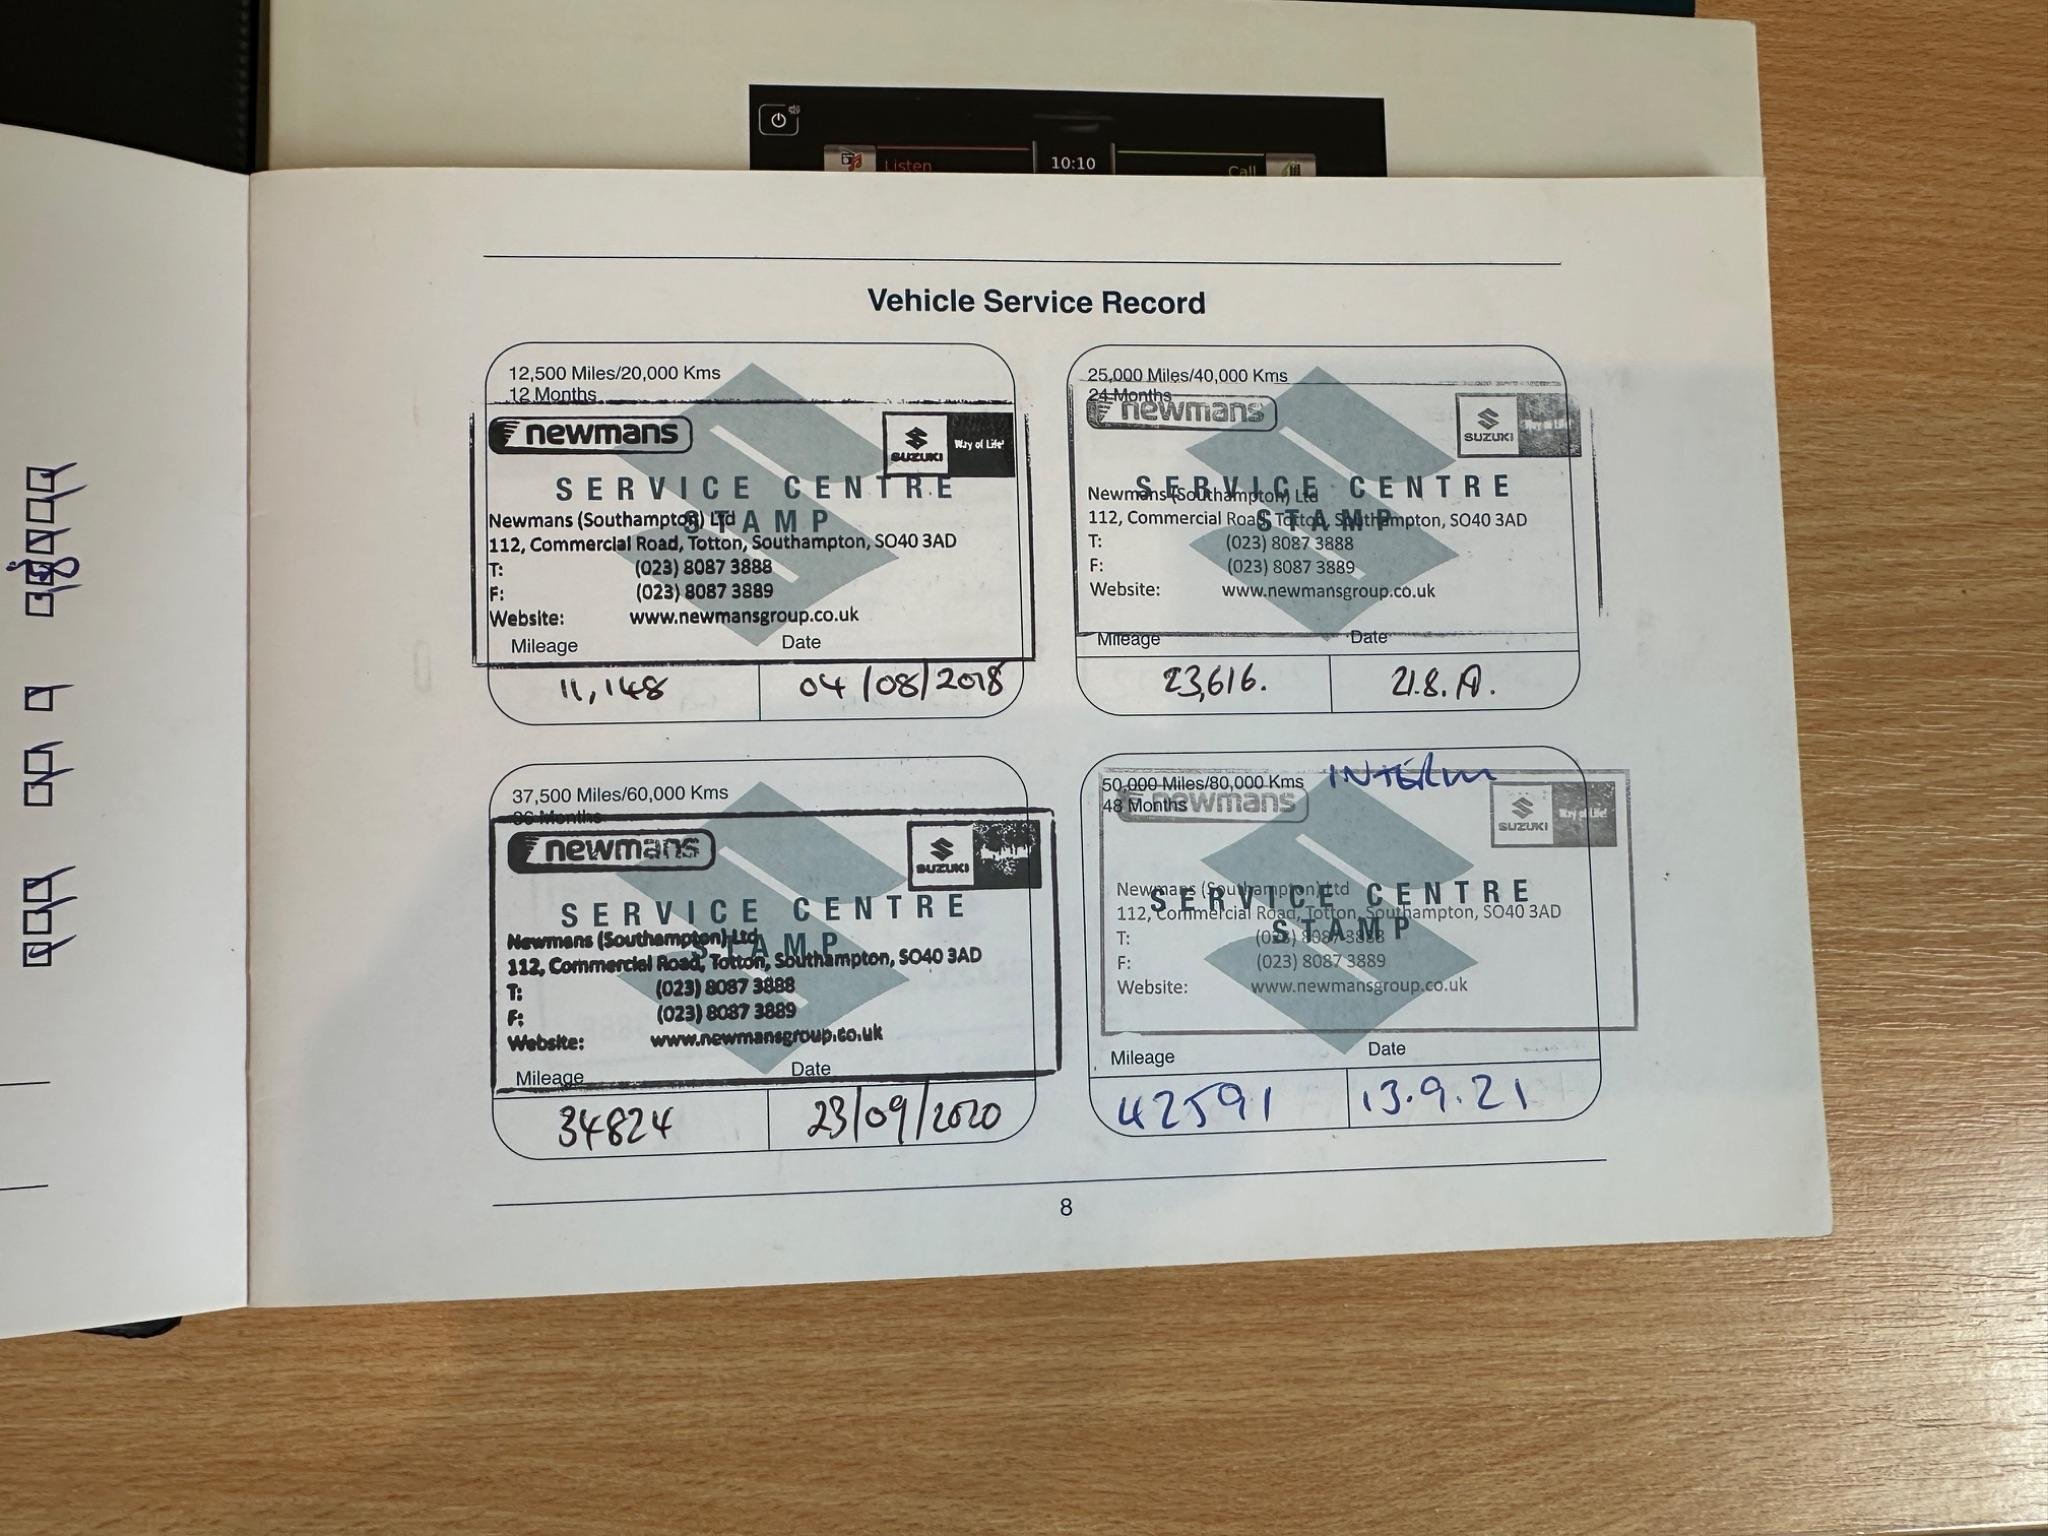 Listen
10:10
Call
Vehicle Service Record
12,500 Miles/20,000 Kms
12 Months
newmans
SUZUKI
Way of Life!
SERVICE CENTRE
STAMP
Newmans (Southampton) Ltd
112, Commercial Road, Totton, Southampton, SO40 3AD
T: (023) 8087 3888
F: (023) 8087 3889
Website: www.newmansgroup.co.uk
Mileage Date
11,148 04/08/2018
25,000 Miles/40,000 Kms
24 Months
newmans
SUZUKI
Way of Life!
SERVICE CENTRE
STAMP
Newmans (Southampton) Ltd
112, Commercial Road, Totton, Southampton, SO40 3AD
T: (023) 8087 3888
F: (023) 8087 3889
Website: www.newmansgroup.co.uk
Mileage Date
23,616. 21.8.19.
37,500 Miles/60,000 Kms
36 Months
newmans
SUZUKI
SERVICE CENTRE
STAMP
Newmans (Southampton) Ltd
112, Commercial Road, Totton, Southampton, SO40 3AD
T: (023) 8087 3888
F: (023) 8087 3889
Website: www.newmansgroup.co.uk
Mileage Date
34824 23/09/2020
50,000 Miles/80,000 Kms INTERIM
48 Months
newmans
SUZUKI
Way of Life!
SERVICE CENTRE
STAMP
Newmans (Southampton) Ltd
112, Commercial Road, Totton, Southampton, SO40 3AD
T: (023) 8087 3888
F: (023) 8087 3889
Website: www.newmansgroup.co.uk
Mileage Date
42591 13.9.21
8